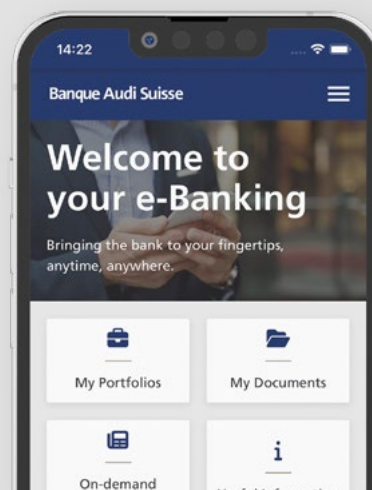 14:22
Banque Audi Suisse
Welcome to
your e-Banking
Bringing the bank to your fingertips,
anytime, anywhere.
My Portfolios
My Documents
On-demand